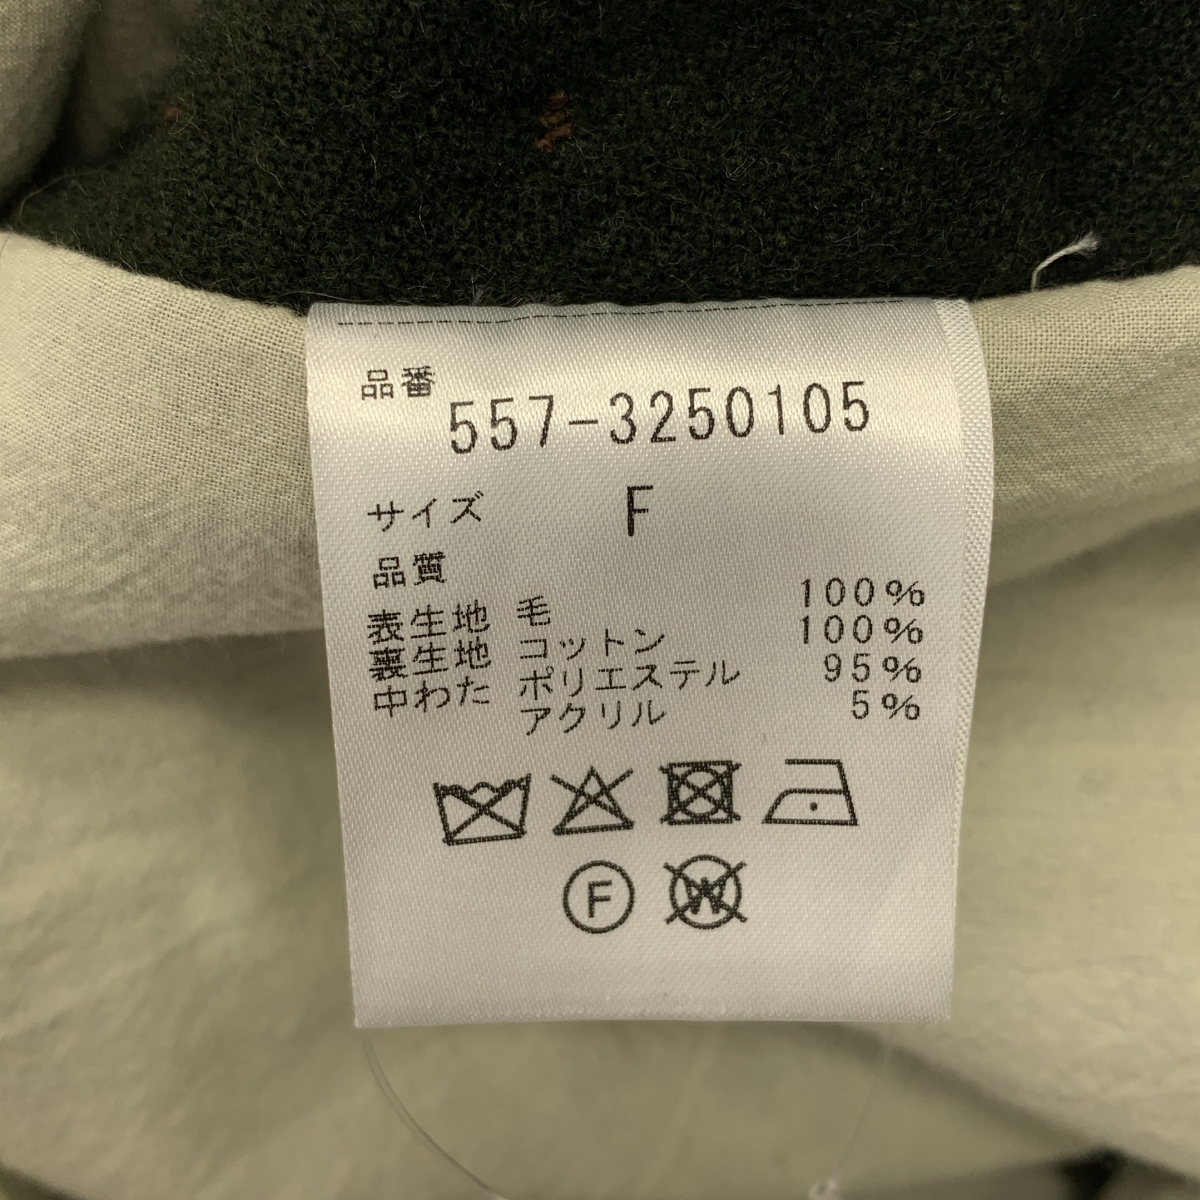 品番 557-3250105
サイズ F
品質
表生地 毛 100%
裏生地 コットン 100%
中わた ポリエステル 95%
アクリル 5%
F W